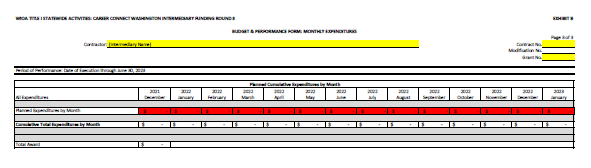 WIOA TITLE I STATEWIDE ACTIVITIES: CAREER CONNECT WASHINGTON INTERMEDIARY FUNDING ROUND 8 EXHIBIT B
BUDGET & PERFORMANCE FORM: MONTHLY EXPENDITURES
Page 3 of 3
Contractor: (Intermediary Name) Contract No.
Modification No.
Grant No.
Period of Performance: Date of Execution through June 30, 2023
Planned Cumulative Expenditures by Month
2021 2022 2022 2022 2022 2022 2022 2023 2022 2022 2022 2022 2022 2023
All Expenditures December January February March April May June July August September October November December January
Planned Expenditures by Month
Cumulative Total Expenditures by Month $ - $ - $ - $ - $ - $ - $ - $ - $ - $ - $ - $ - $ - $ -
Total Award $ -